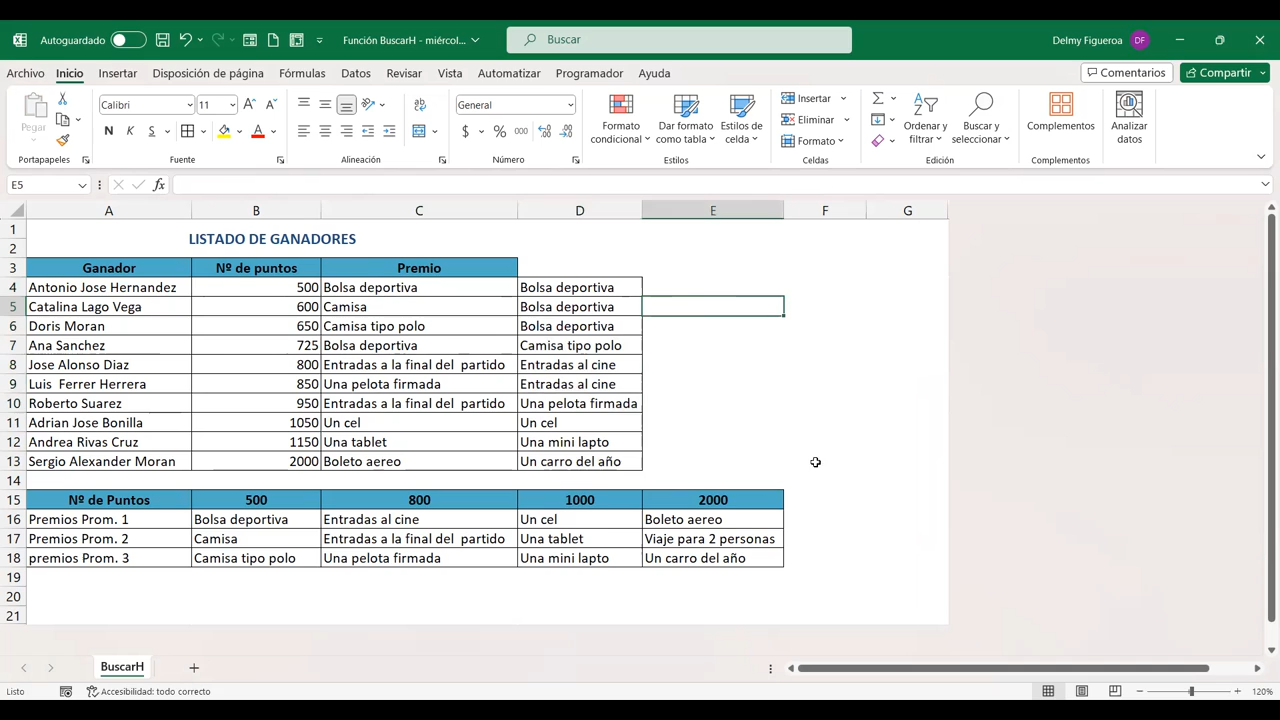 Autoguardado Función BuscarH - miércol... Buscar Delmy Figueroa DF
Archivo Inicio Insertar Disposición de página Fórmulas Datos Revisar Vista Automatizar Programador Ayuda Comentarios Compartir
Pegar
Portapapeles
Calibri 11
N K S
Fuente
Alineación
General
$ % 000
Número
Formato condicional
Dar formato como tabla
Estilos de celda
Estilos
Insertar
Eliminar
Formato
Celdas
Ordenar y filtrar
Buscar y seleccionar
Edición
Complementos
Complementos
Analizar datos
E5 fx
A B C D E F G
1
2 LISTADO DE GANADORES
3 Ganador Nº de puntos Premio
4 Antonio Jose Hernandez 500 Bolsa deportiva Bolsa deportiva
5 Catalina Lago Vega 600 Camisa Bolsa deportiva
6 Doris Moran 650 Camisa tipo polo Bolsa deportiva
7 Ana Sanchez 725 Bolsa deportiva Camisa tipo polo
8 Jose Alonso Diaz 800 Entradas a la final del  partido Entradas al cine
9 Luis  Ferrer Herrera 850 Una pelota firmada Entradas al cine
10 Roberto Suarez 950 Entradas a la final del  partido Una pelota firmada
11 Adrian Jose Bonilla 1050 Un cel Un cel
12 Andrea Rivas Cruz 1150 Una tablet Una mini lapto
13 Sergio Alexander Moran 2000 Boleto aereo Un carro del año
14
15 Nº de Puntos 500 800 1000 2000
16 Premios Prom. 1 Bolsa deportiva Entradas al cine Un cel Boleto aereo
17 Premios Prom. 2 Camisa Entradas a la final del  partido Una tablet Viaje para 2 personas
18 premios Prom. 3 Camisa tipo polo Una pelota firmada Una mini lapto Un carro del año
19
20
21
BuscarH
Listo Accesibilidad: todo correcto 120%